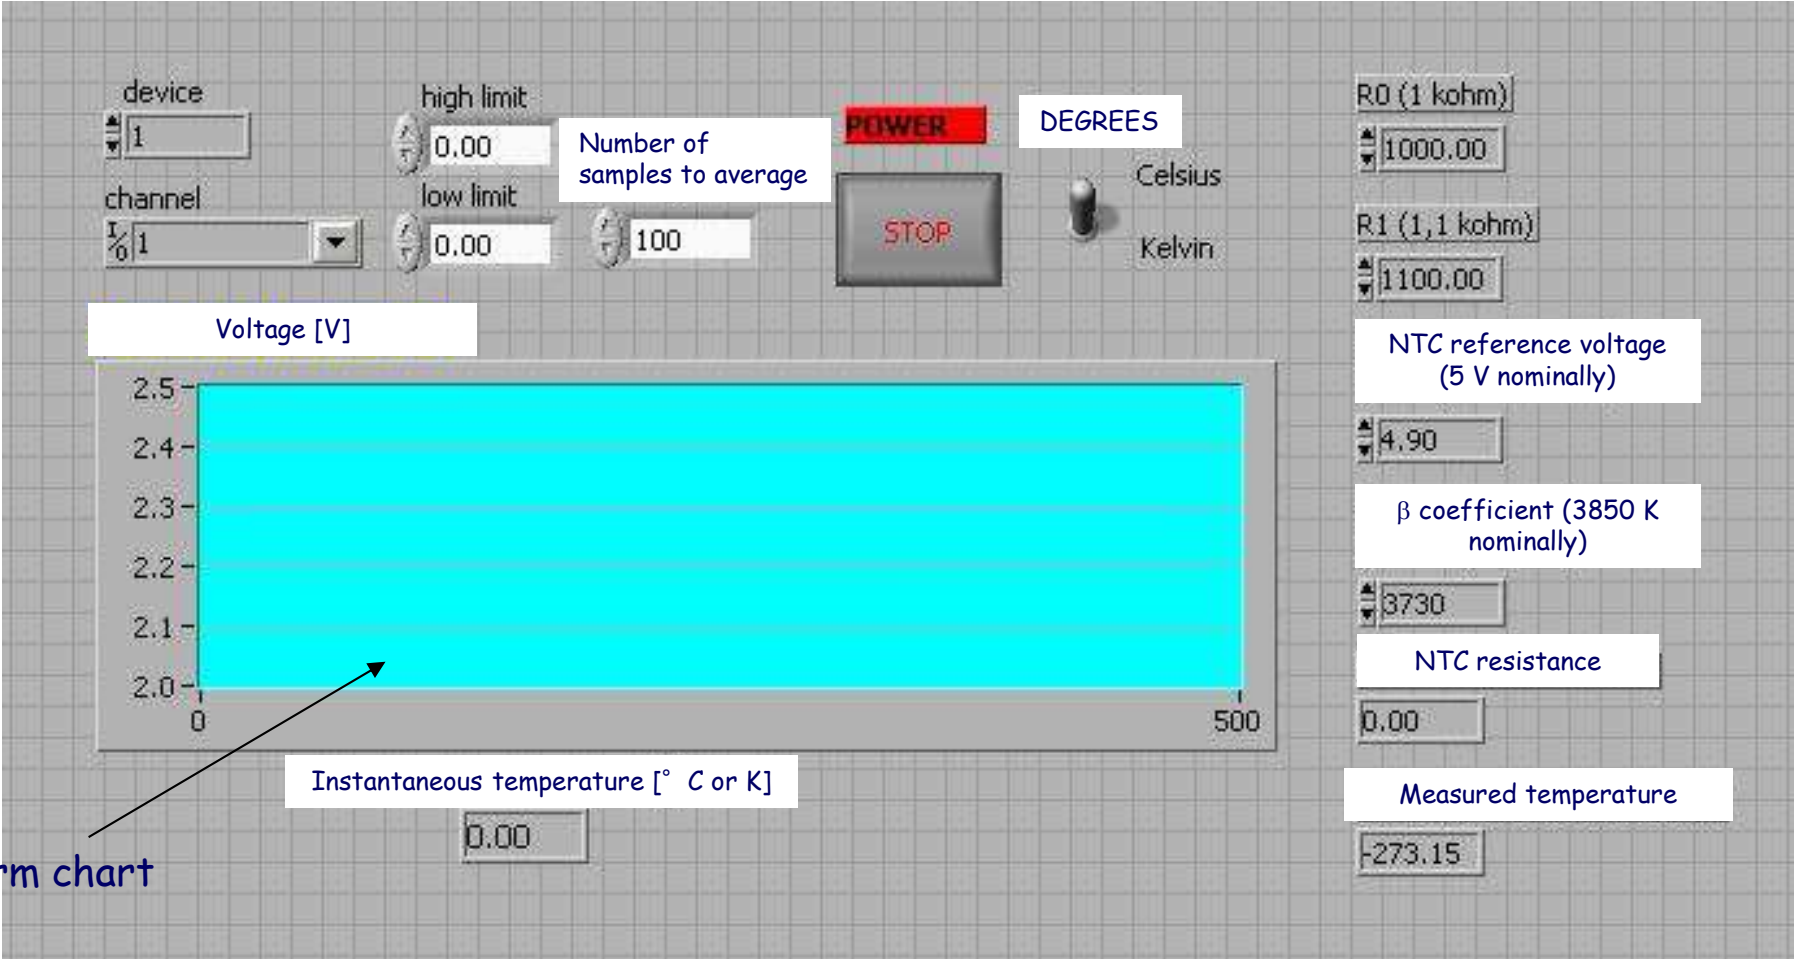 device
1
channel
I/O 1
high limit
0.00
low limit
0.00
Number of
samples to average
100
POWER
STOP
DEGREES
Celsius
Kelvin
R0 (1 kohm)
1000.00
R1 (1,1 kohm)
1100.00
NTC reference voltage
(5 V nominally)
4.90
β coefficient (3850 K
nominally)
3730
NTC resistance
0.00
Measured temperature
-273.15
Voltage [V]
2.5
2.4
2.3
2.2
2.1
2.0
0
500
Instantaneous temperature [° C or K]
0.00
rm chart